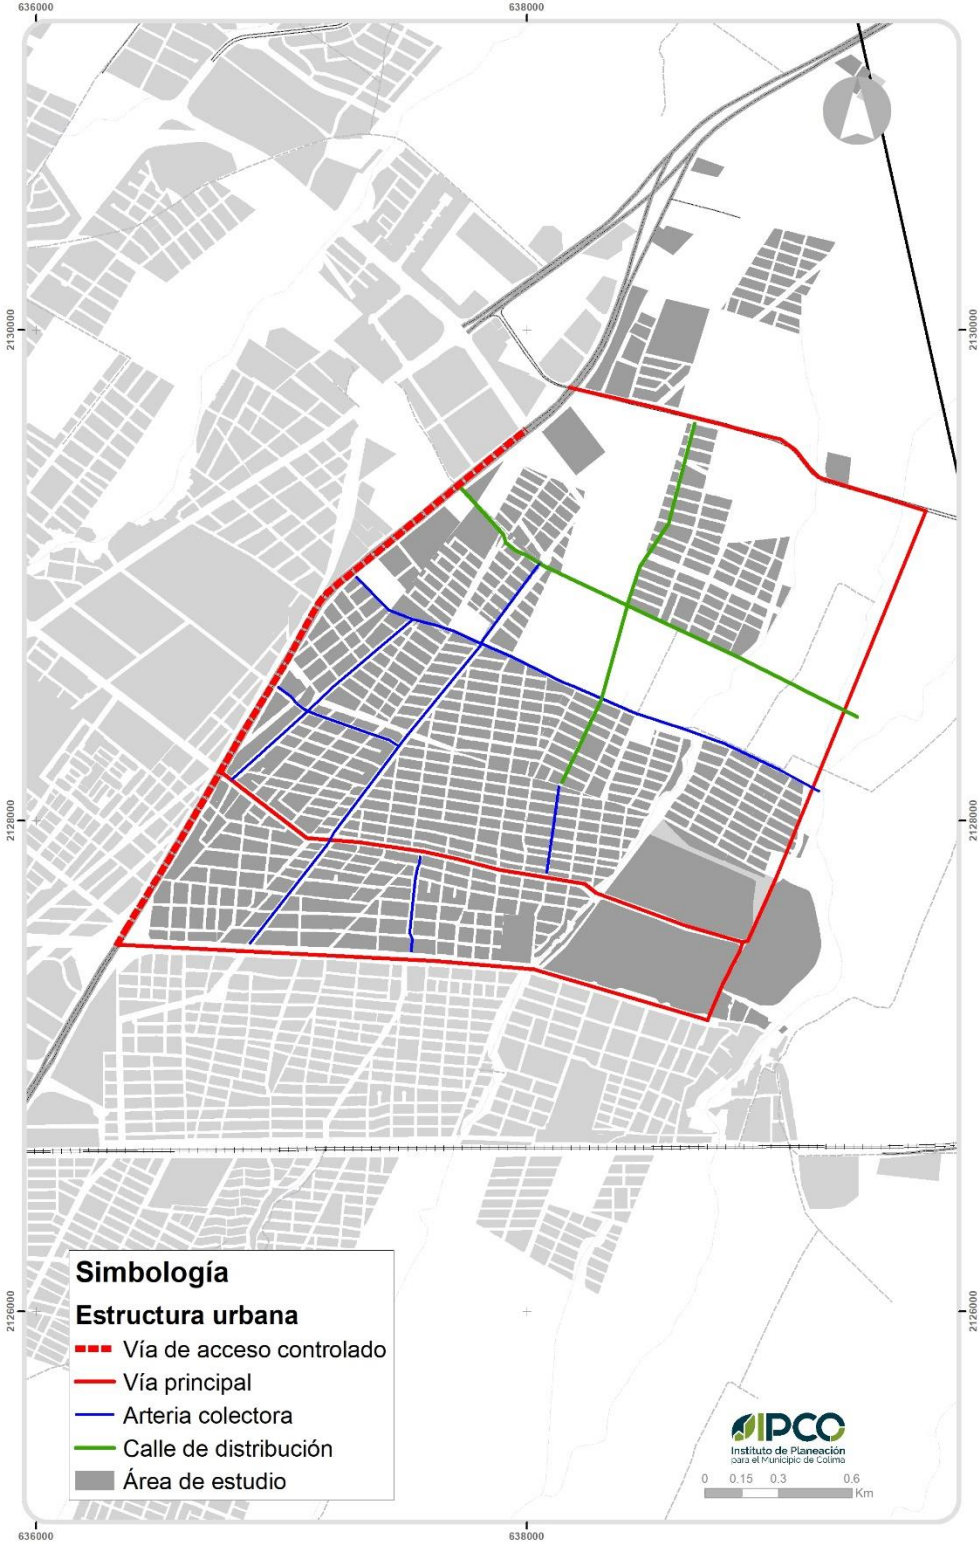 636000
638000
2130000
2130000
2128000
2128000
2126000
2126000
Simbología
Estructura urbana
Vía de acceso controlado
Vía principal
Arteria colectora
Calle de distribución
Área de estudio
IPCO
Instituto de Planeación
para el Municipio de Colima
0 0.15 0.3 0.6
Km
636000
638000